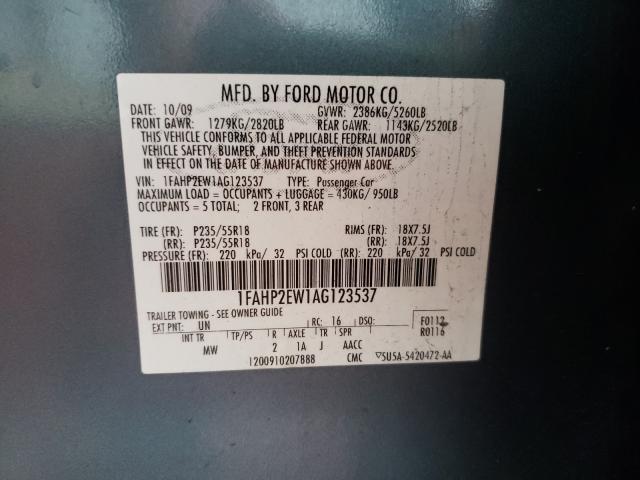 MFD. BY FORD MOTOR CO.
DATE: 10/09 GVWR: 2386KG/5260LB
FRONT GAWR: 1279KG/2820LB REAR GAWR: 1143KG/2520LB
THIS VEHICLE CONFORMS TO ALL APPLICABLE FEDERAL MOTOR
VEHICLE SAFETY, BUMPER, AND THEFT PREVENTION STANDARDS
IN EFFECT ON THE DATE OF MANUFACTURE SHOWN ABOVE.
VIN: 1FAHP2EW1AG123537 TYPE: Passenger Car
MAXIMUM LOAD = OCCUPANTS + LUGGAGE = 430KG/ 950LB
OCCUPANTS = 5 TOTAL; 2 FRONT, 3 REAR
TIRE (FR): P235/55R18 RIMS (FR): 18X7.5J
(RR): P235/55R18 (RR): 18X7.5J
PRESSURE (FR): 220 kPa/ 32 PSI COLD (RR): 220 kPa/ 32 PSI COLD
1FAHP2EW1AG123537
TRAILER TOWING - SEE OWNER GUIDE
EXT PNT: UN RC: 16 DSO: F0112
INT TR TP/PS R AXLE TR SPR R0116
MW 2 1A J AACC
1200910207888 CMC 5U5A-5420472-AA